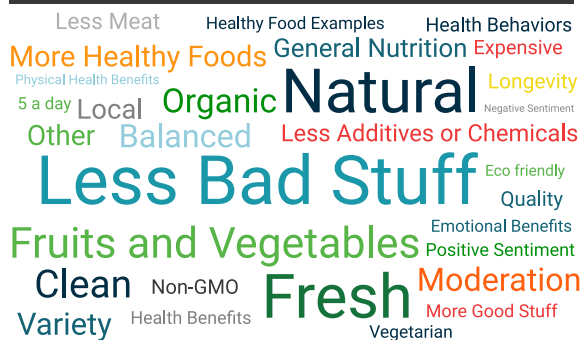 Less Meat
Healthy Food Examples
Health Behaviors
More Healthy Foods
General Nutrition
Expensive
Physical Health Benefits
Natural
Longevity
5 a day
Local
Organic
Negative Sentiment
Other
Balanced
Less Additives or Chemicals
Less Bad Stuff
Eco friendly
Quality
Fruits and Vegetables
Emotional Benefits
Positive Sentiment
Clean
Non-GMO
Fresh
Moderation
More Good Stuff
Variety
Health Benefits
Vegetarian